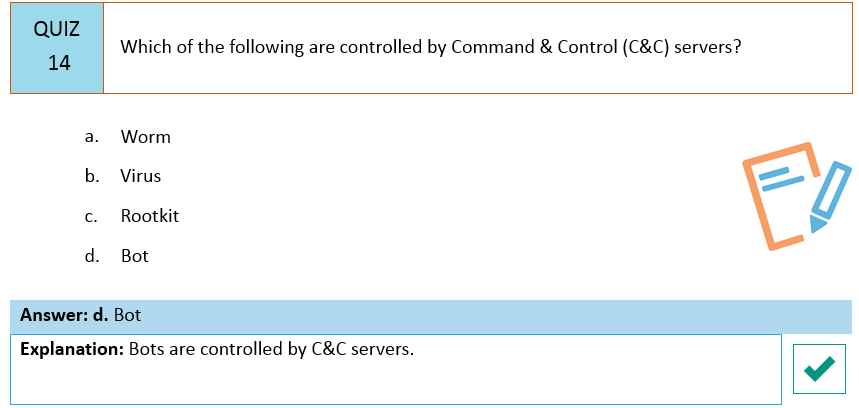 QUIZ
14
Which of the following are controlled by Command & Control (C&C) servers?
a. Worm
b. Virus
c. Rootkit
d. Bot
Answer: d. Bot
Explanation: Bots are controlled by C&C servers.